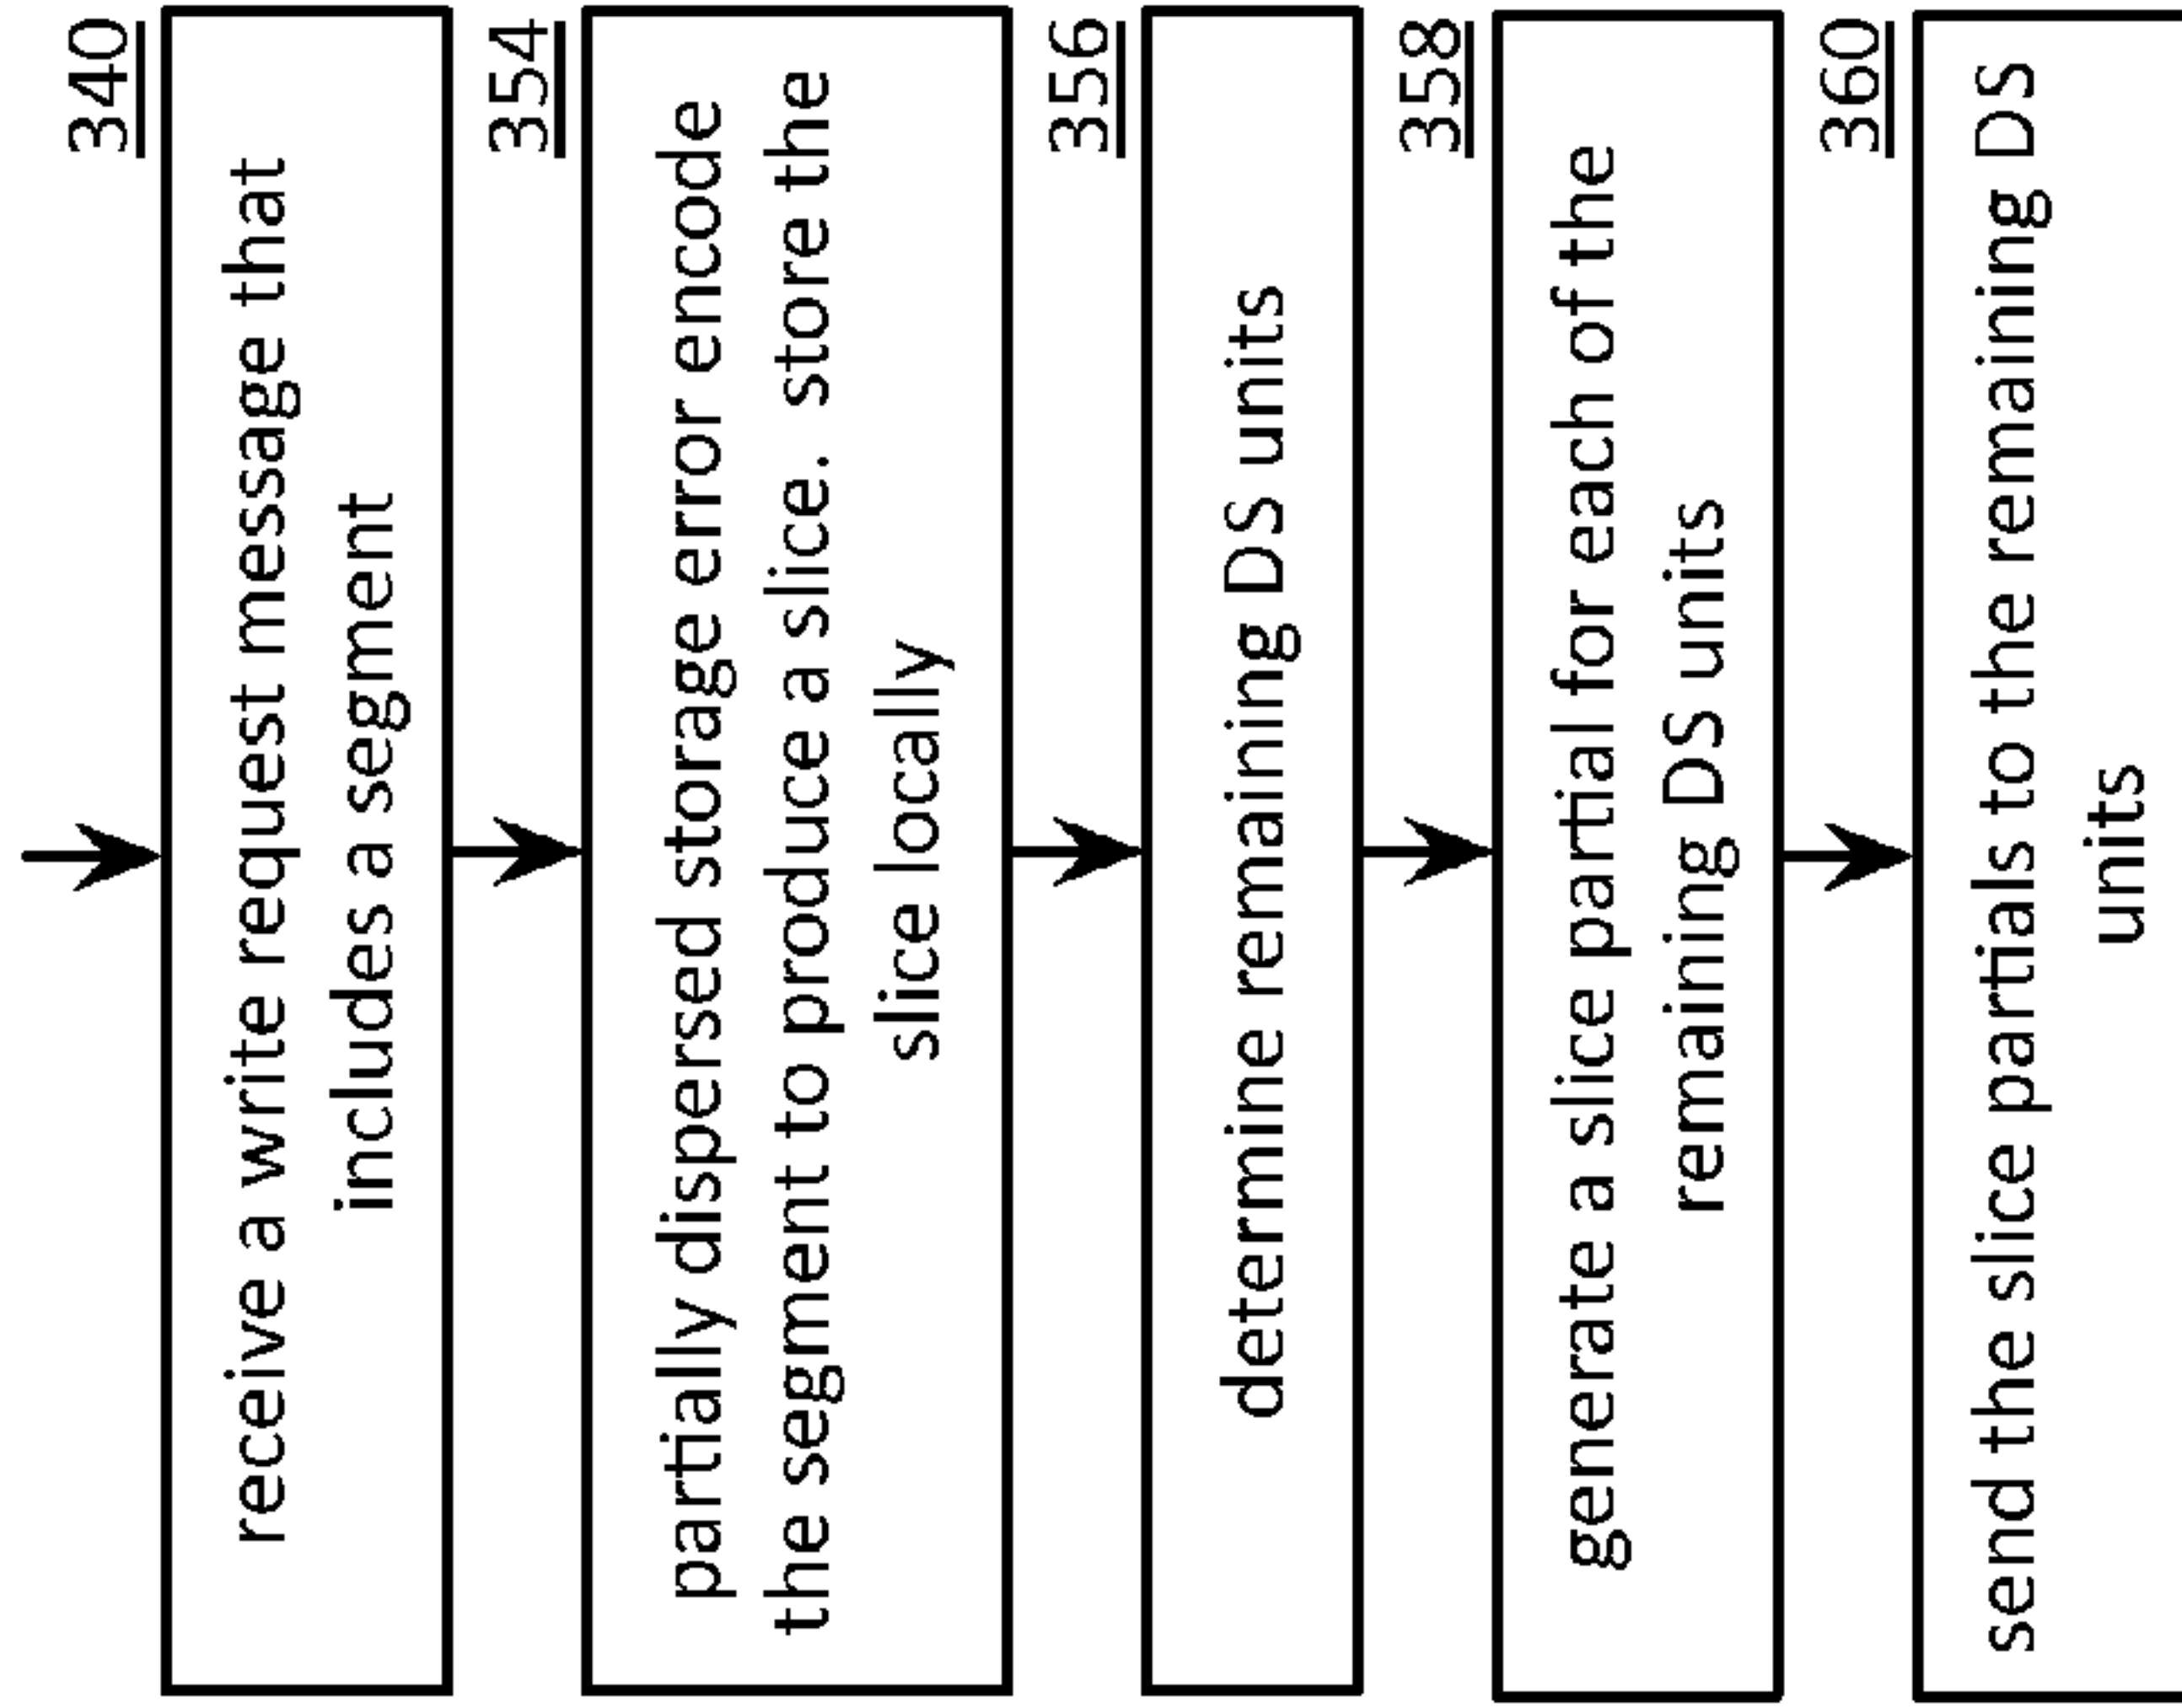 340
receive a write request message that
includes a segment
354
partially dispersed storage error encode
the segment to produce a slice.  store the
slice locally
356
determine remaining DS units
358
generate a slice partial for each of the
remaining DS units
360
send the slice partials to the remaining DS
units